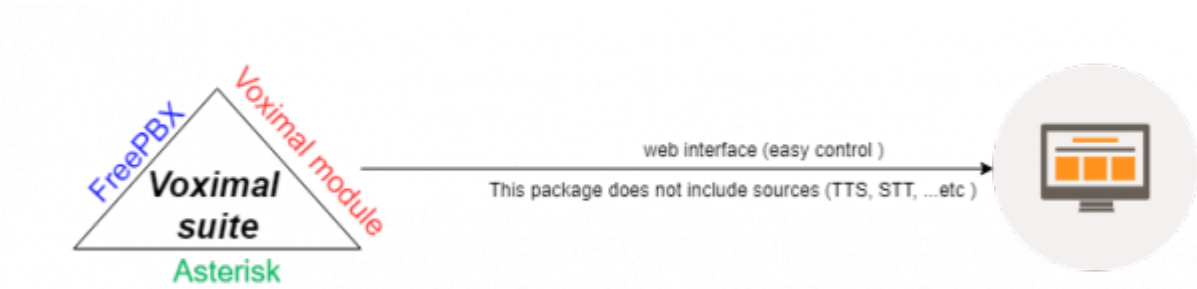 FreePBX
Voximal module
Voximal
suite
Asterisk
web interface (easy control )
This package does not include sources (TTS, STT, ...etc )